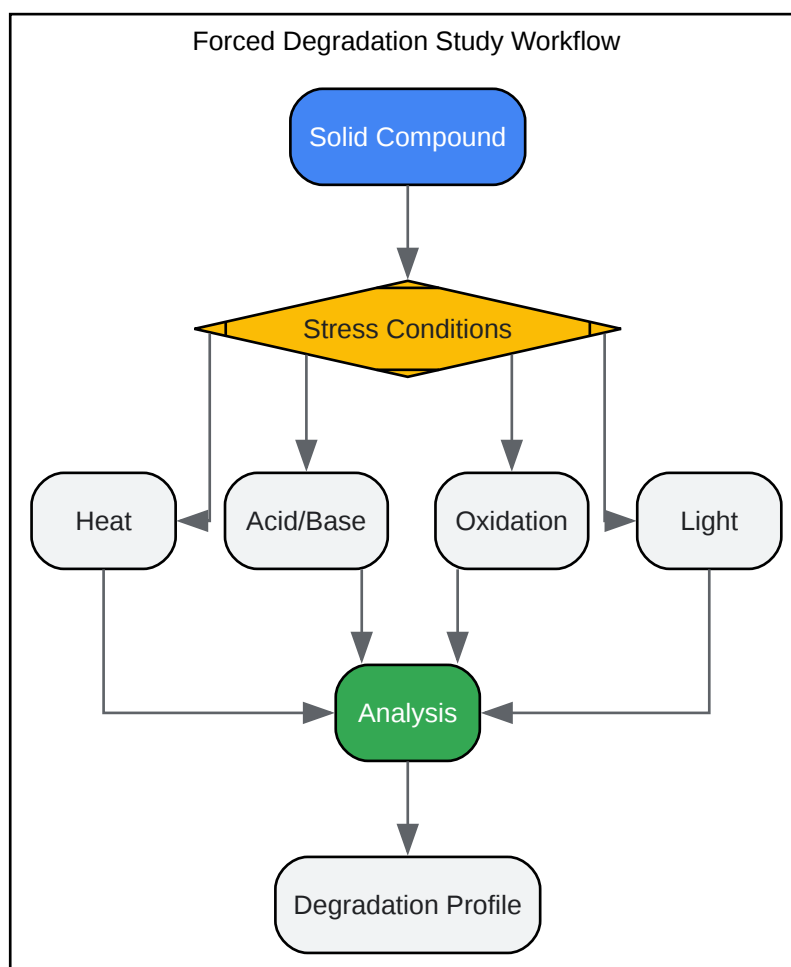 Forced Degradation Study Workflow
Solid Compound
Stress Conditions
Heat
Acid/Base
Oxidation
Light
Analysis
Degradation Profile